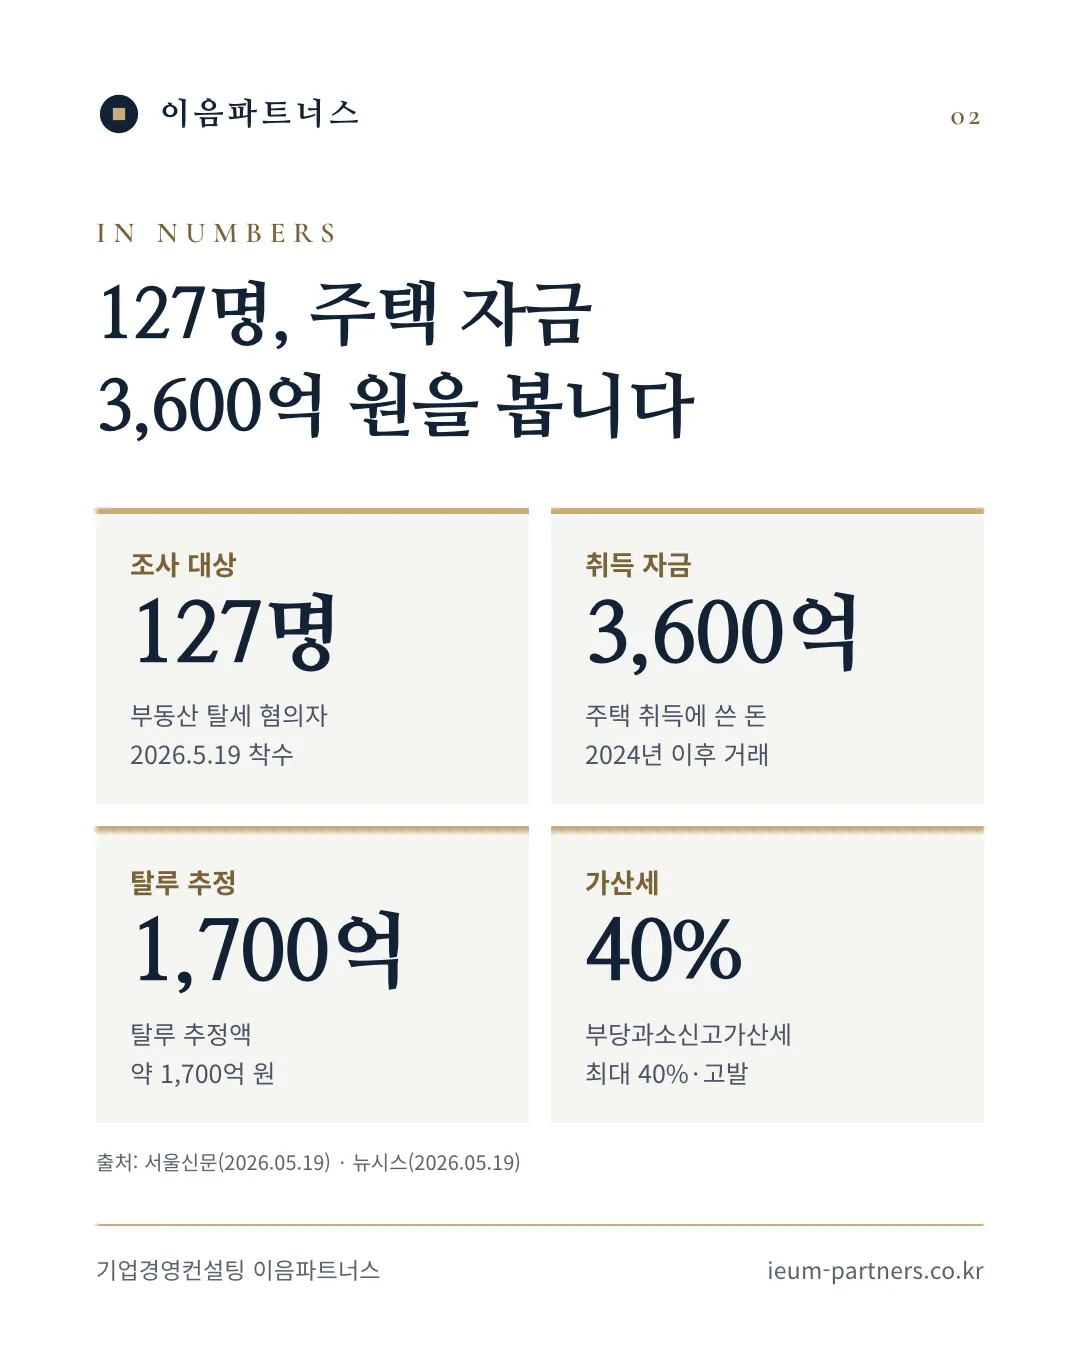 이음파트너스
02
IN NUMBERS
127명, 주택 자금
3,600억 원을 봅니다
조사 대상
127명
부동산 탈세 혐의자
2026.5.19 착수
취득 자금
3,600억
주택 취득에 쓴 돈
2024년 이후 거래
탈루 추정
1,700억
탈루 추정액
약 1,700억 원
가산세
40%
부당과소신고가산세
최대 40%·고발
출처: 서울신문(2026.05.19) · 뉴시스(2026.05.19)
기업경영컨설팅 이음파트너스
ieum-partners.co.kr